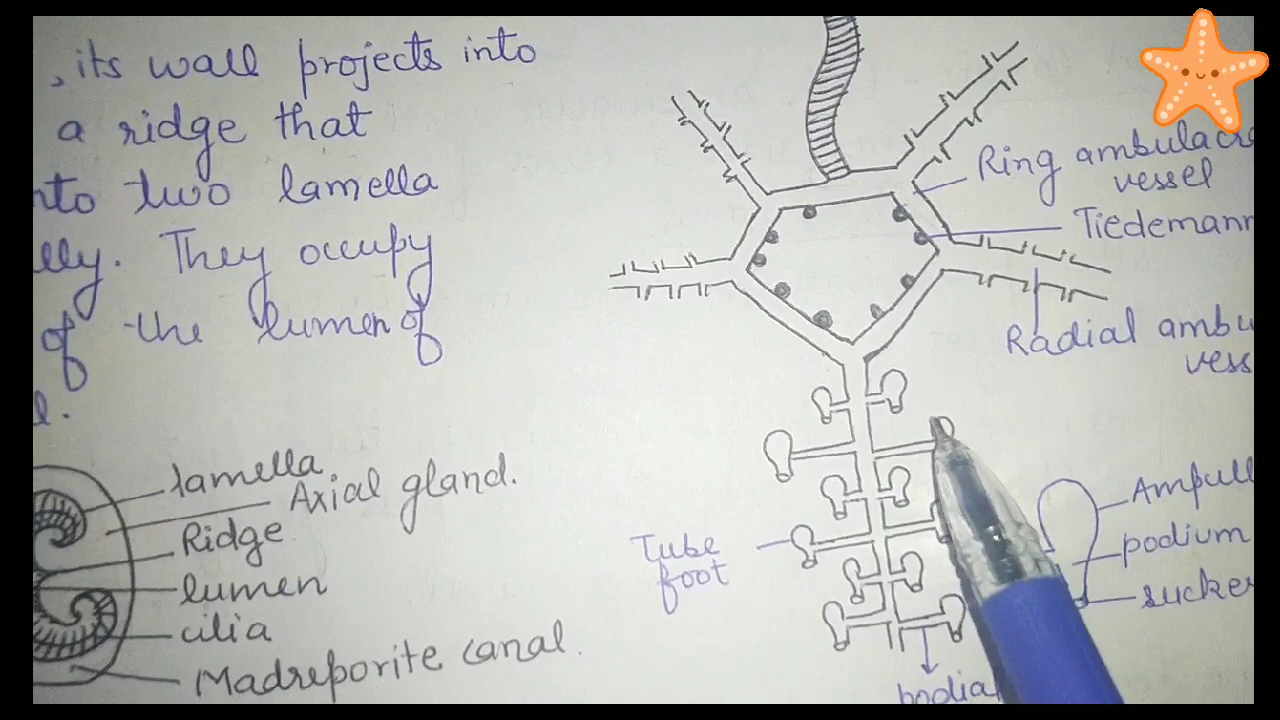 , its wall projects into
a ridge that
nto two lamella
lly. They occupy
of the lumen of
l.
lamella
Axial gland.
Ridge
lumen
cilia
Madreporite canal.
Ring ambulacr
vessel
Tiedemann
Radial ambu
vess
Tube
foot
Ampull
podium
sucker
podial